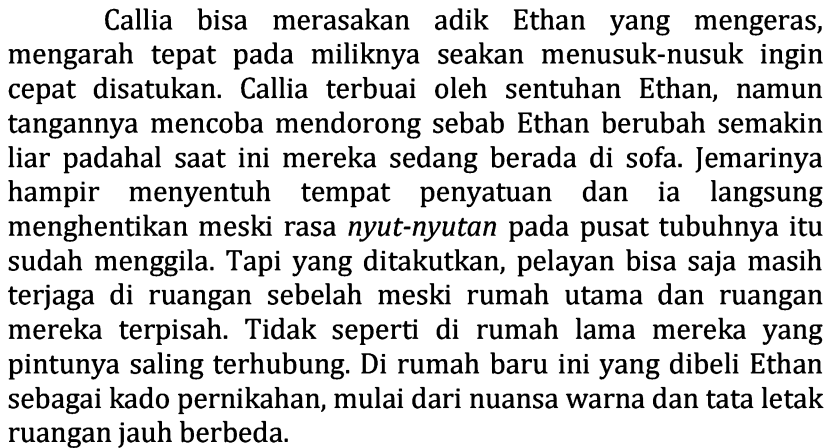 Callia bisa merasakan adik Ethan yang mengeras,
mengarah tepat pada miliknya seakan menusuk-nusuk ingin
cepat disatukan. Callia terbuai oleh sentuhan Ethan, namun
tangannya mencoba mendorong sebab Ethan berubah semakin
liar padahal saat ini mereka sedang berada di sofa. Jemarinya
hampir menyentuh tempat penyatuan dan ia langsung
menghentikan meski rasa nyut-nyutan pada pusat tubuhnya itu
sudah menggila. Tapi yang ditakutkan, pelayan bisa saja masih
terjaga di ruangan sebelah meski rumah utama dan ruangan
mereka terpisah. Tidak seperti di rumah lama mereka yang
pintunya saling terhubung. Di rumah baru ini yang dibeli Ethan
sebagai kado pernikahan, mulai dari nuansa warna dan tata letak
ruangan jauh berbeda.